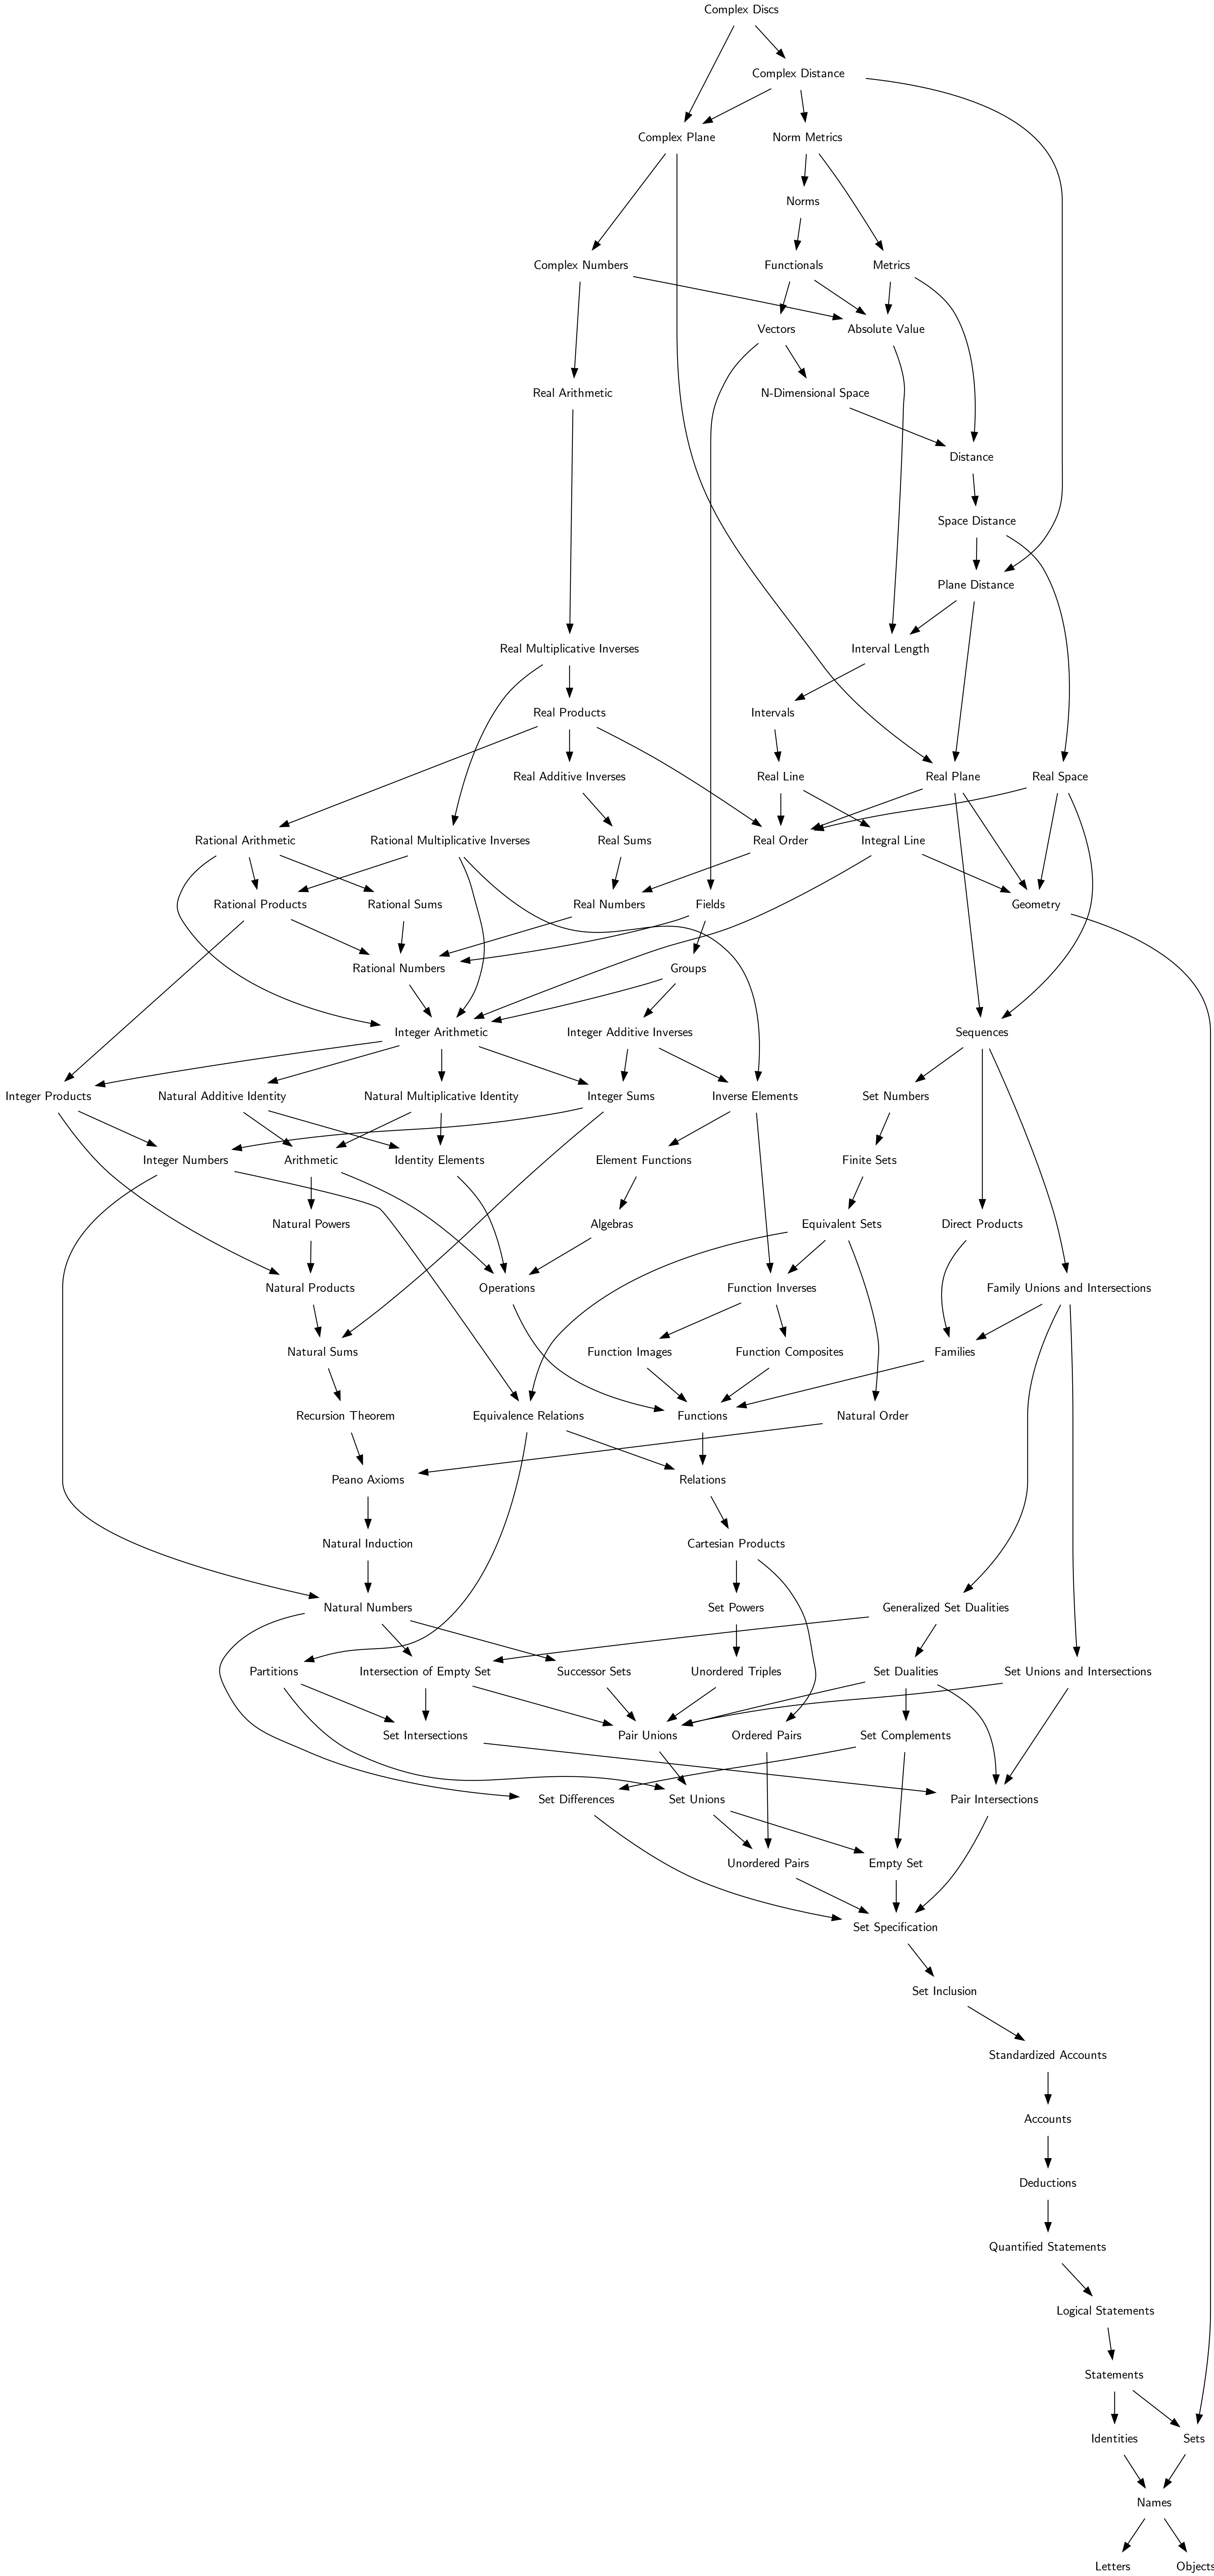 Complex Discs
Complex Distance
Complex Plane
Norm Metrics
Norms
Complex Numbers
Functionals
Metrics
Vectors
Absolute Value
Real Arithmetic
N-Dimensional Space
Distance
Space Distance
Plane Distance
Real Multiplicative Inverses
Interval Length
Real Products
Intervals
Real Additive Inverses
Real Line
Real Plane
Real Space
Rational Arithmetic
Rational Multiplicative Inverses
Real Sums
Real Order
Integral Line
Rational Products
Rational Sums
Real Numbers
Fields
Geometry
Rational Numbers
Groups
Integer Arithmetic
Integer Additive Inverses
Sequences
Integer Products
Natural Additive Identity
Natural Multiplicative Identity
Integer Sums
Inverse Elements
Set Numbers
Integer Numbers
Arithmetic
Identity Elements
Element Functions
Finite Sets
Natural Powers
Algebras
Equivalent Sets
Direct Products
Natural Products
Operations
Function Inverses
Family Unions and Intersections
Natural Sums
Function Images
Function Composites
Families
Recursion Theorem
Equivalence Relations
Functions
Natural Order
Peano Axioms
Relations
Natural Induction
Cartesian Products
Natural Numbers
Set Powers
Generalized Set Dualities
Partitions
Intersection of Empty Set
Successor Sets
Unordered Triples
Set Dualities
Set Unions and Intersections
Set Intersections
Pair Unions
Ordered Pairs
Set Complements
Set Differences
Set Unions
Pair Intersections
Unordered Pairs
Empty Set
Set Specification
Set Inclusion
Standardized Accounts
Accounts
Deductions
Quantified Statements
Logical Statements
Statements
Identities
Sets
Names
Letters
Objects